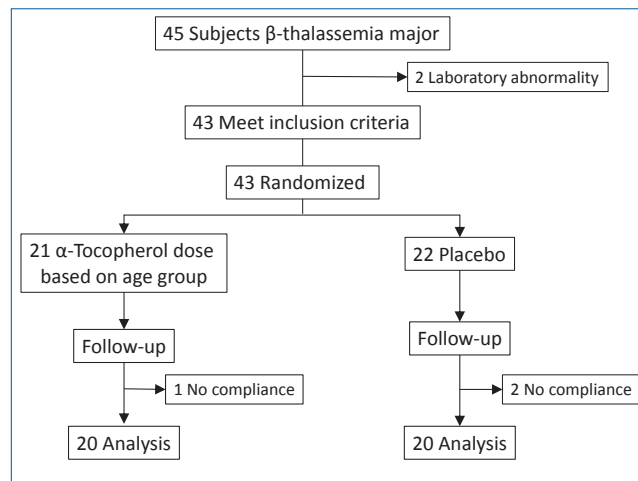 45 Subjects β-thalassemia major
2 Laboratory abnormality
43 Meet inclusion criteria
43 Randomized
21 α-Tocopherol dose
based on age group
22 Placebo
Follow-up
Follow-up
1 No compliance
2 No compliance
20 Analysis
20 Analysis